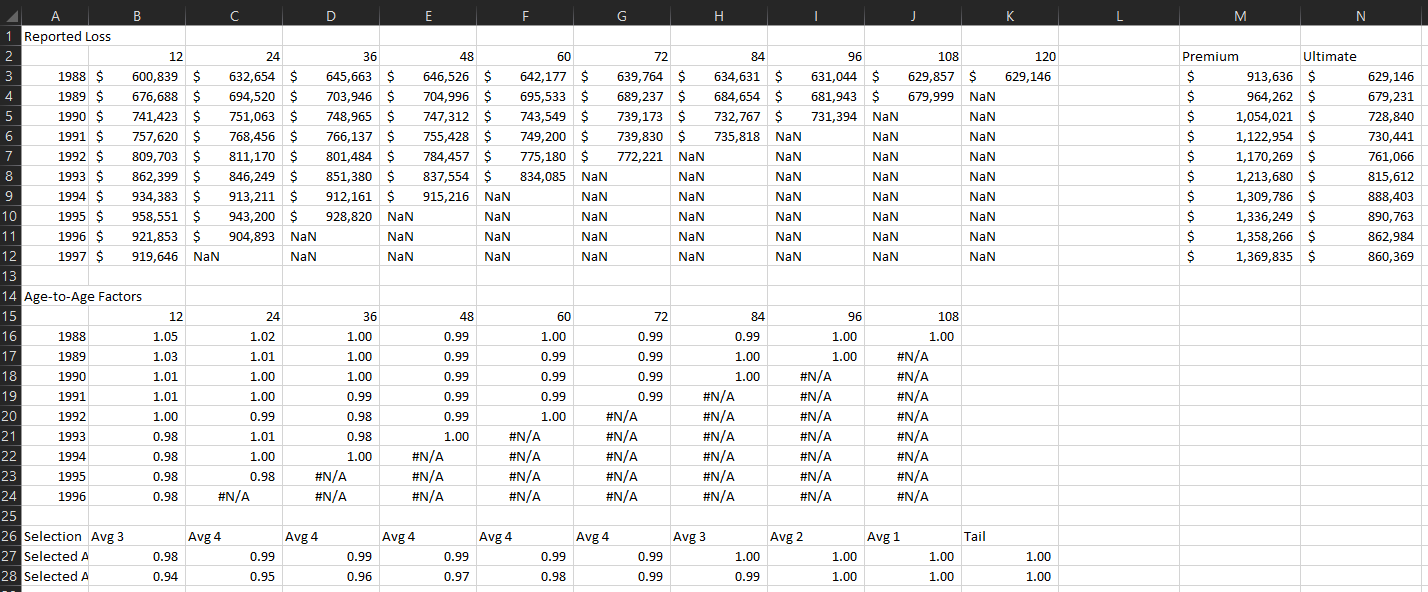 A B C D E F G H I J K L M N
1 Reported Loss
2 12 24 36 48 60 72 84 96 108 120 Premium Ultimate
3 1988 $ 600,839 $ 632,654 $ 645,663 $ 646,526 $ 642,177 $ 639,764 $ 634,631 $ 631,044 $ 629,857 $ 629,146 $ 913,636 $ 629,146
4 1989 $ 676,688 $ 694,520 $ 703,946 $ 704,996 $ 695,533 $ 689,237 $ 684,654 $ 681,943 $ 679,999 NaN $ 964,262 $ 679,231
5 1990 $ 741,423 $ 751,063 $ 748,965 $ 747,312 $ 743,549 $ 739,173 $ 732,767 $ 731,394 NaN NaN $ 1,054,021 $ 728,840
6 1991 $ 757,620 $ 768,456 $ 766,137 $ 755,428 $ 749,200 $ 739,830 $ 735,818 NaN NaN NaN $ 1,122,954 $ 730,441
7 1992 $ 809,703 $ 811,170 $ 801,484 $ 784,457 $ 775,180 $ 772,221 NaN NaN NaN NaN $ 1,170,269 $ 761,066
8 1993 $ 862,399 $ 846,249 $ 851,380 $ 837,554 $ 834,085 NaN NaN NaN NaN NaN $ 1,213,680 $ 815,612
9 1994 $ 934,383 $ 913,211 $ 912,161 $ 915,216 NaN NaN NaN NaN NaN NaN $ 1,309,786 $ 888,403
10 1995 $ 958,551 $ 943,200 $ 928,820 NaN NaN NaN NaN NaN NaN NaN $ 1,336,249 $ 890,763
11 1996 $ 921,853 $ 904,893 NaN NaN NaN NaN NaN NaN NaN NaN $ 1,358,266 $ 862,984
12 1997 $ 919,646 NaN NaN NaN NaN NaN NaN NaN NaN NaN $ 1,369,835 $ 860,369
13
14 Age-to-Age Factors
15 12 24 36 48 60 72 84 96 108
16 1988 1.05 1.02 1.00 0.99 1.00 0.99 0.99 1.00 1.00
17 1989 1.03 1.01 1.00 0.99 0.99 0.99 1.00 1.00 #N/A
18 1990 1.01 1.00 1.00 0.99 0.99 0.99 1.00 #N/A #N/A
19 1991 1.01 1.00 0.99 0.99 0.99 0.99 #N/A #N/A #N/A
20 1992 1.00 0.99 0.98 0.99 1.00 #N/A #N/A #N/A #N/A
21 1993 0.98 1.01 0.98 1.00 #N/A #N/A #N/A #N/A #N/A
22 1994 0.98 1.00 1.00 #N/A #N/A #N/A #N/A #N/A #N/A
23 1995 0.98 0.98 #N/A #N/A #N/A #N/A #N/A #N/A #N/A
24 1996 0.98 #N/A #N/A #N/A #N/A #N/A #N/A #N/A #N/A
25
26 Selection Avg 3 Avg 4 Avg 4 Avg 4 Avg 4 Avg 4 Avg 3 Avg 2 Avg 1 Tail
27 Selected A 0.98 0.99 0.99 0.99 0.99 0.99 1.00 1.00 1.00 1.00
28 Selected A 0.94 0.95 0.96 0.97 0.98 0.99 0.99 1.00 1.00 1.00